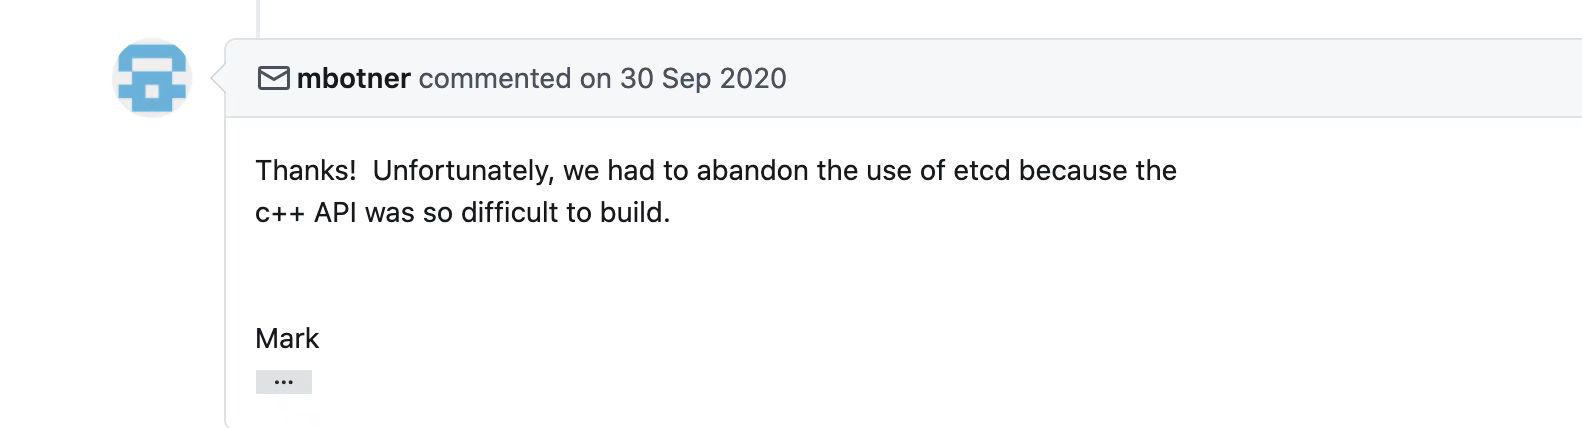 mbotner commented on 30 Sep 2020
Thanks!  Unfortunately, we had to abandon the use of etcd because the
c++ API was so difficult to build.
Mark
...